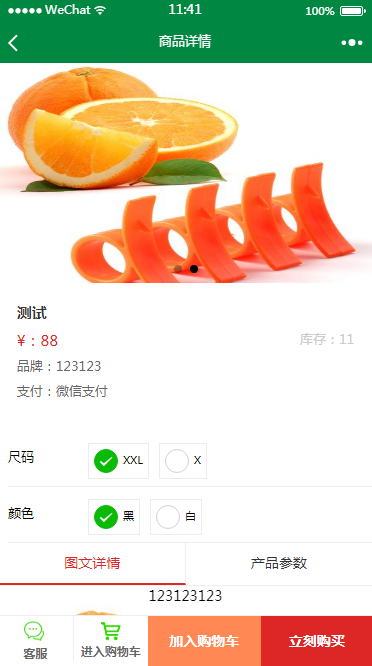 ●●●●● WeChat 11:41 100%
商品详情
测试
¥：88 库存：11
品牌：123123
支付：微信支付
尺码 XXL X
颜色 黑 白
图文详情 产品参数
123123123
客服 进入购物车 加入购物车 立刻购买